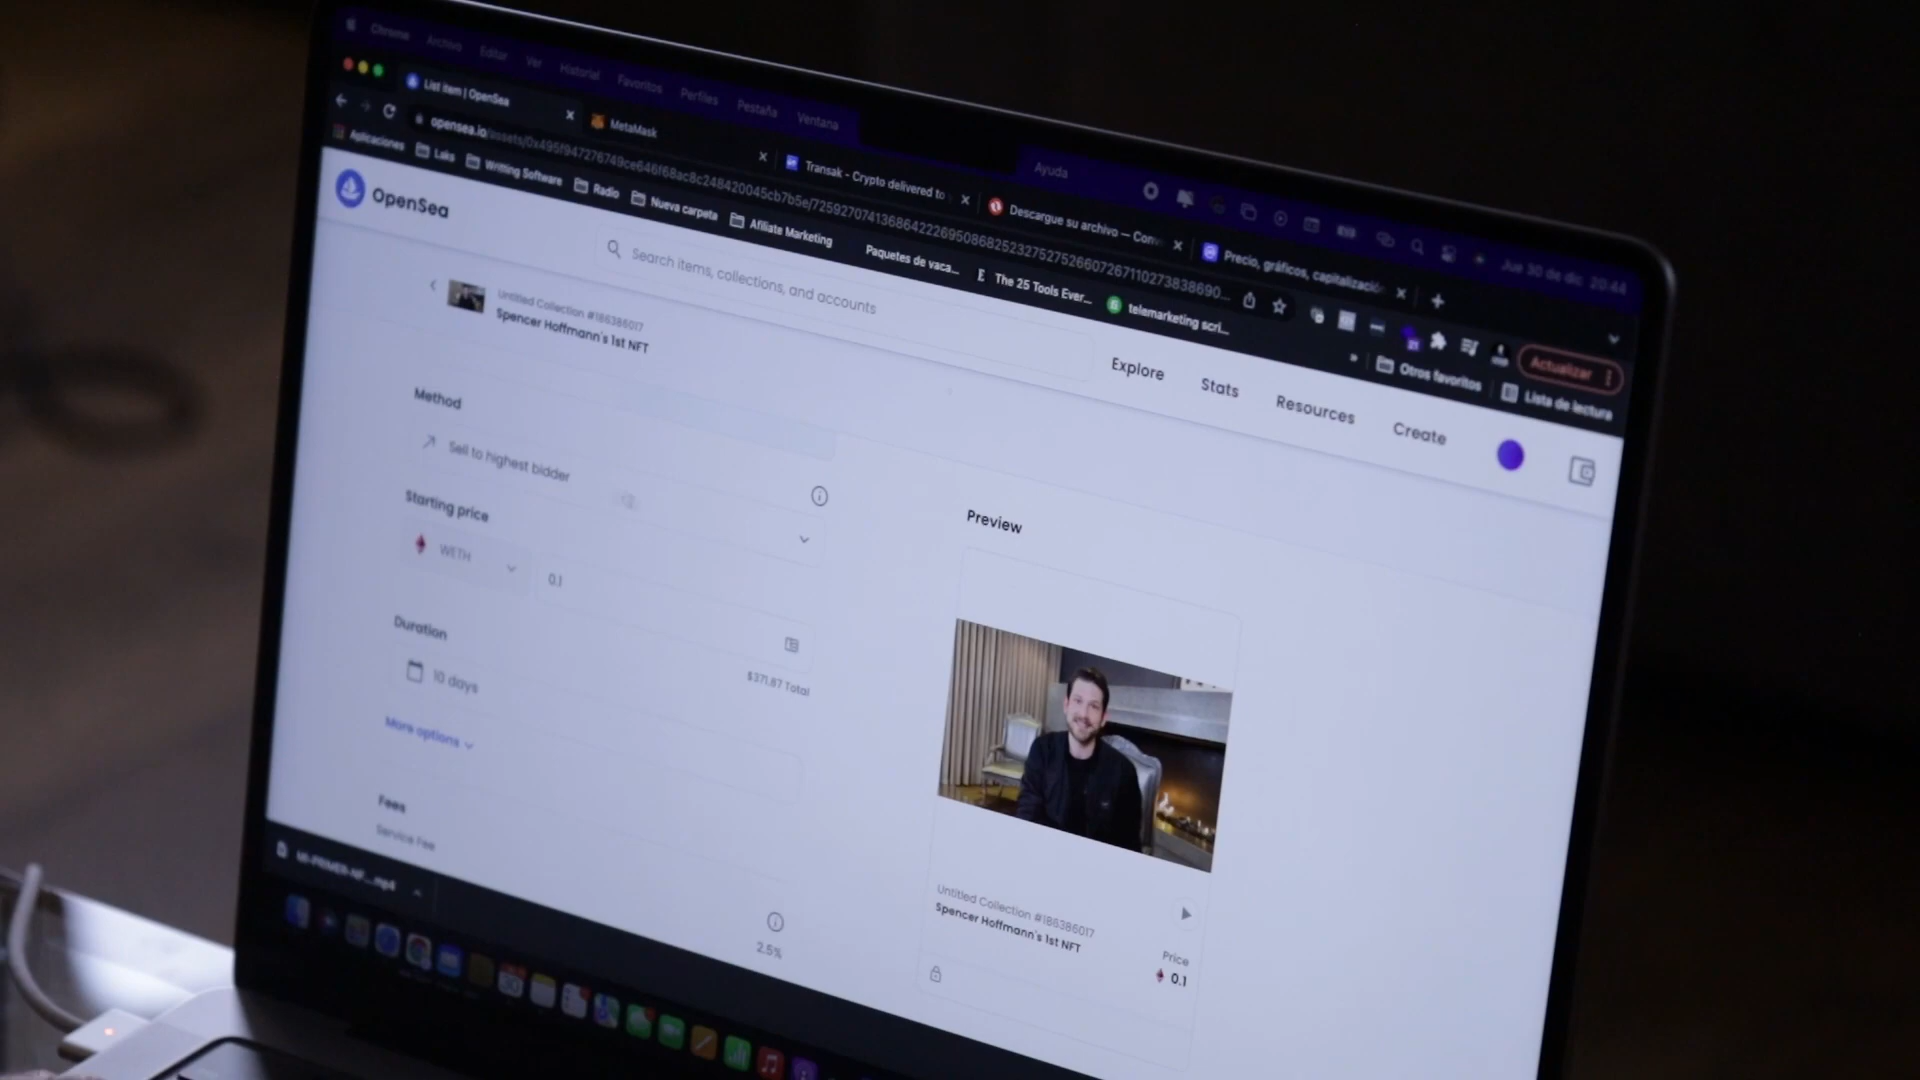 Chrome Archivo Editar Ver Historial Favoritos Perfiles Pestaña Ventana Ayuda
Jue 30 de dic 20:44
List item | OpenSea
MetaMask
Transak - Crypto delivered to
Descargue su archivo — Conv
Precio, gráficos, capitalizació
opensea.io/assets/0x495f947276749ce646f68ac8c248420045cb7b5e/
Actualizar
Aplicaciones
Laks
Writting Software
Radio
Nueva carpeta
Afiliate Marketing
Paquetes de vaca...
The 25 Tools Ever...
telemarketing scri...
»
Otros favoritos
Lista de lectura
OpenSea
Search items, collections, and accounts
Explore
Stats
Resources
Create
Untitled Collection #186386017
Spencer Hoffmann's 1st NFT
Method
Sell to highest bidder
Starting price
WETH
0.1
$371.87 Total
Duration
10 days
More options
Fees
Service Fee
2.5%
Preview
Untitled Collection #186386017
Spencer Hoffmann's 1st NFT
Price
0.1
MI-PRIMER-NF....mp4